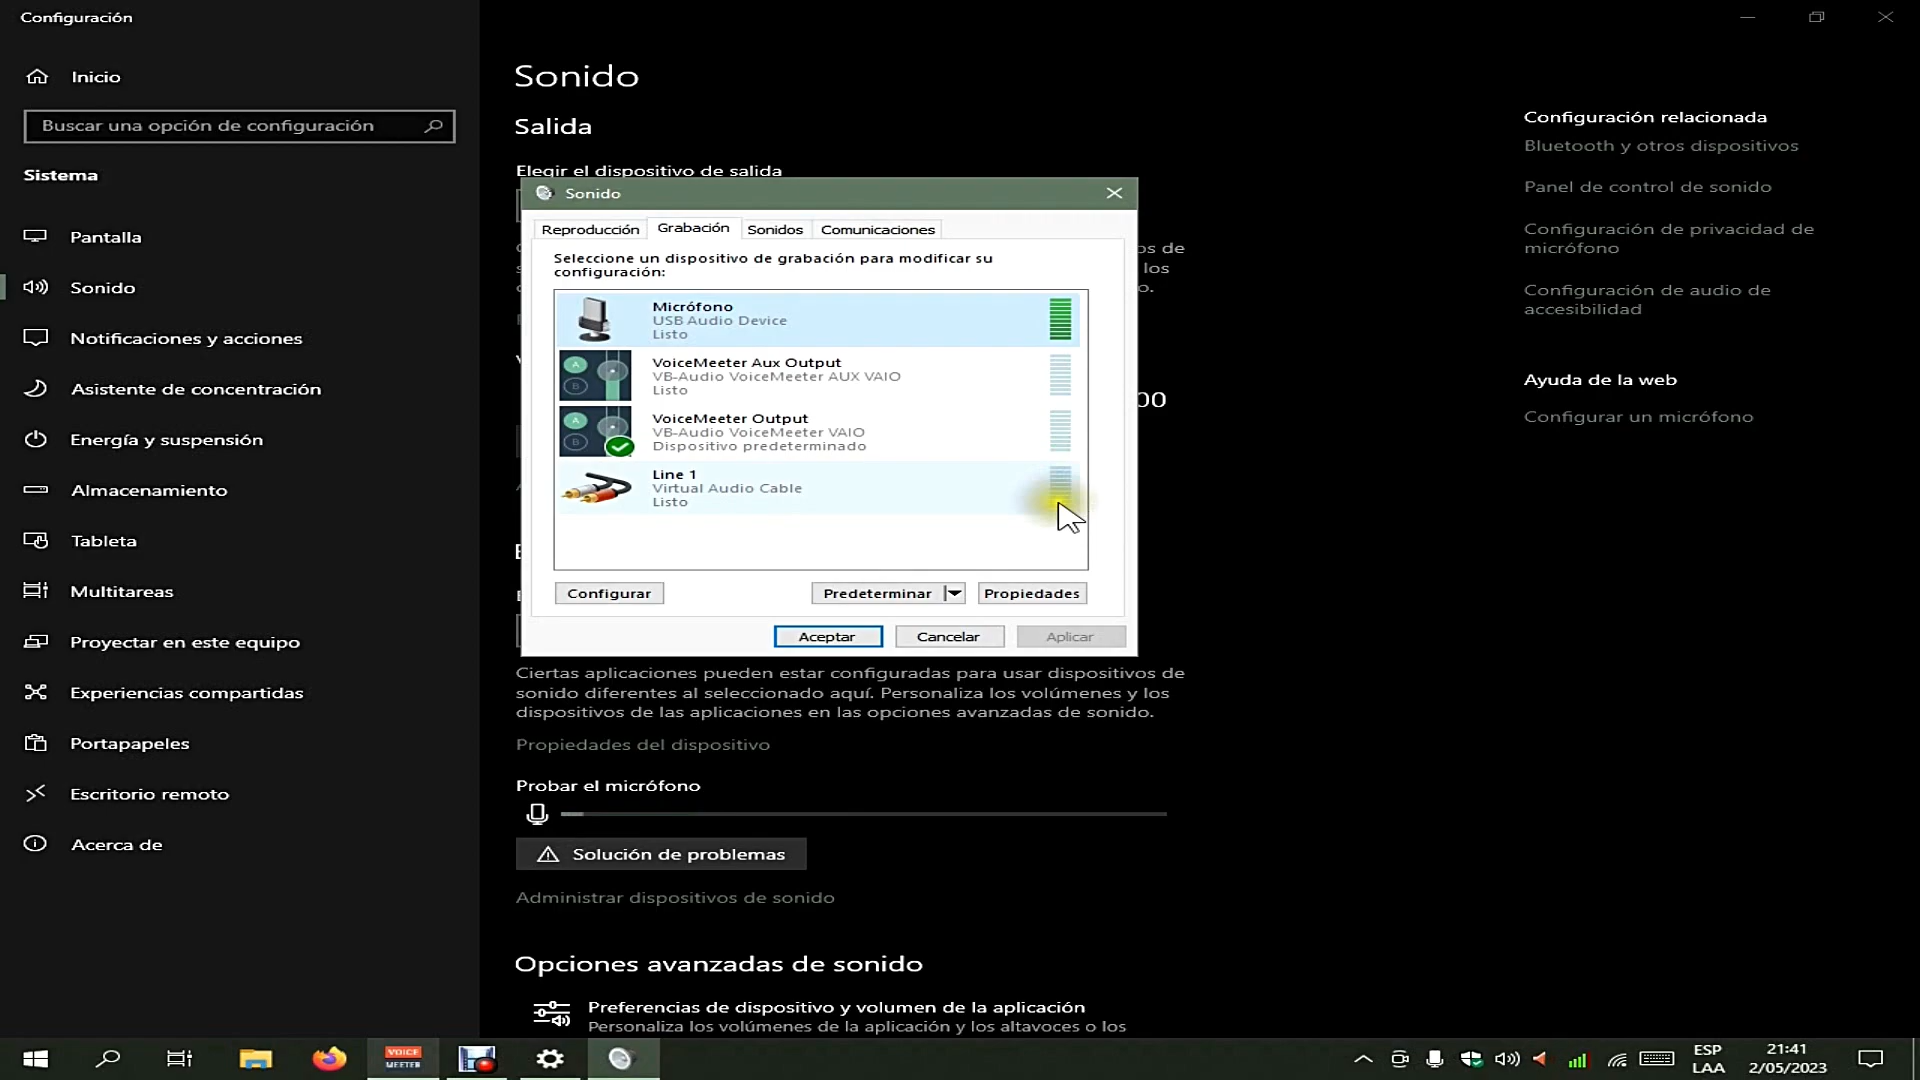 Configuración
Inicio
Buscar una opción de configuración
Sistema
Pantalla
Sonido
Notificaciones y acciones
Asistente de concentración
Energía y suspensión
Almacenamiento
Tableta
Multitareas
Proyectar en este equipo
Experiencias compartidas
Portapapeles
Escritorio remoto
Acerca de
Sonido
Salida
Elegir el dispositivo de salida
os de
los
o.
00
Sonido
Reproducción
Grabación
Sonidos
Comunicaciones
Seleccione un dispositivo de grabación para modificar su
configuración:
Micrófono
USB Audio Device
Listo
VoiceMeeter Aux Output
VB-Audio VoiceMeeter AUX VAIO
Listo
VoiceMeeter Output
VB-Audio VoiceMeeter VAIO
Dispositivo predeterminado
Line 1
Virtual Audio Cable
Listo
Configurar
Predeterminar
Propiedades
Aceptar
Cancelar
Aplicar
Ciertas aplicaciones pueden estar configuradas para usar dispositivos de
sonido diferentes al seleccionado aquí. Personaliza los volúmenes y los
dispositivos de las aplicaciones en las opciones avanzadas de sonido.
Propiedades del dispositivo
Probar el micrófono
Solución de problemas
Administrar dispositivos de sonido
Opciones avanzadas de sonido
Preferencias de dispositivo y volumen de la aplicación
Personaliza los volúmenes de la aplicación y los altavoces o los
Configuración relacionada
Bluetooth y otros dispositivos
Panel de control de sonido
Configuración de privacidad de
micrófono
Configuración de audio de
accesibilidad
Ayuda de la web
Configurar un micrófono
VOICE
MEETER
ESP
LAA
21:41
2/05/2023